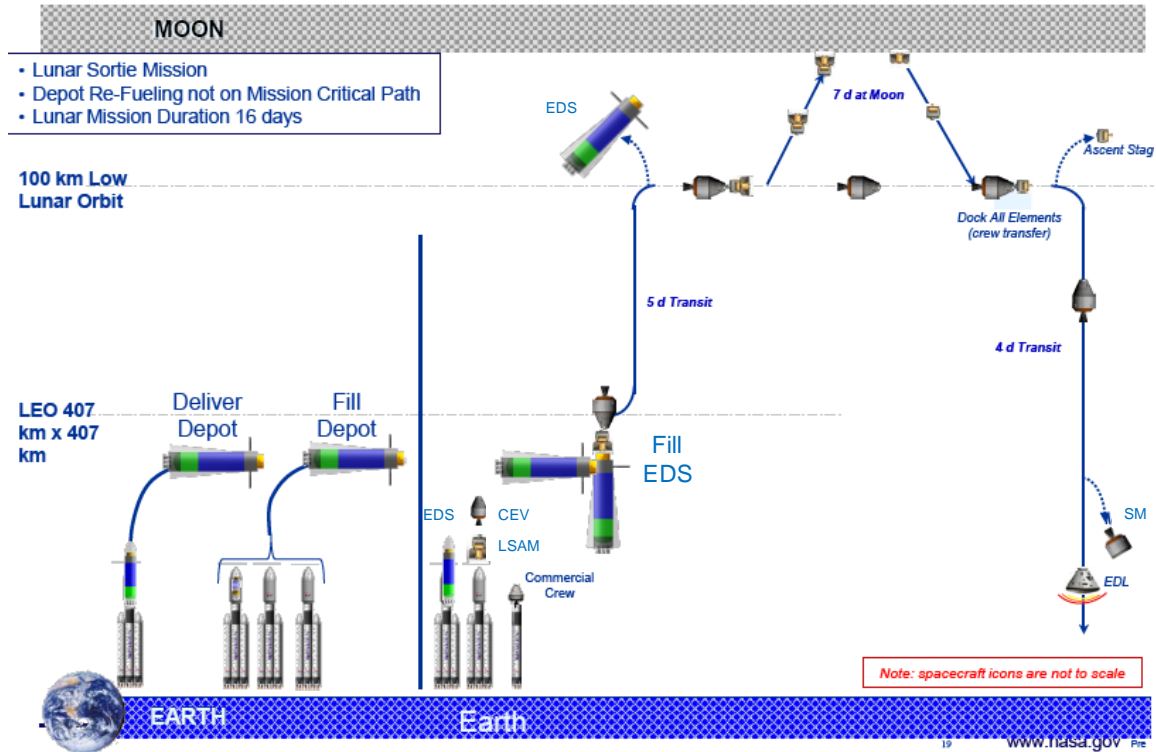 MOON
• Lunar Sortie Mission
• Depot Re-Fueling not on Mission Critical Path
• Lunar Mission Duration 16 days
EDS
7 d at Moon
Ascent Stag
100 km Low
Lunar Orbit
Dock All Elements
(crew transfer)
5 d Transit
4 d Transit
LEO 407
km x 407
km
Deliver
Depot
Fill
Depot
Fill
EDS
EDS
CEV
LSAM
Commercial
Crew
SM
EDL
Note: spacecraft icons are not to scale
EARTH
Earth
19
www.nasa.gov
Pre